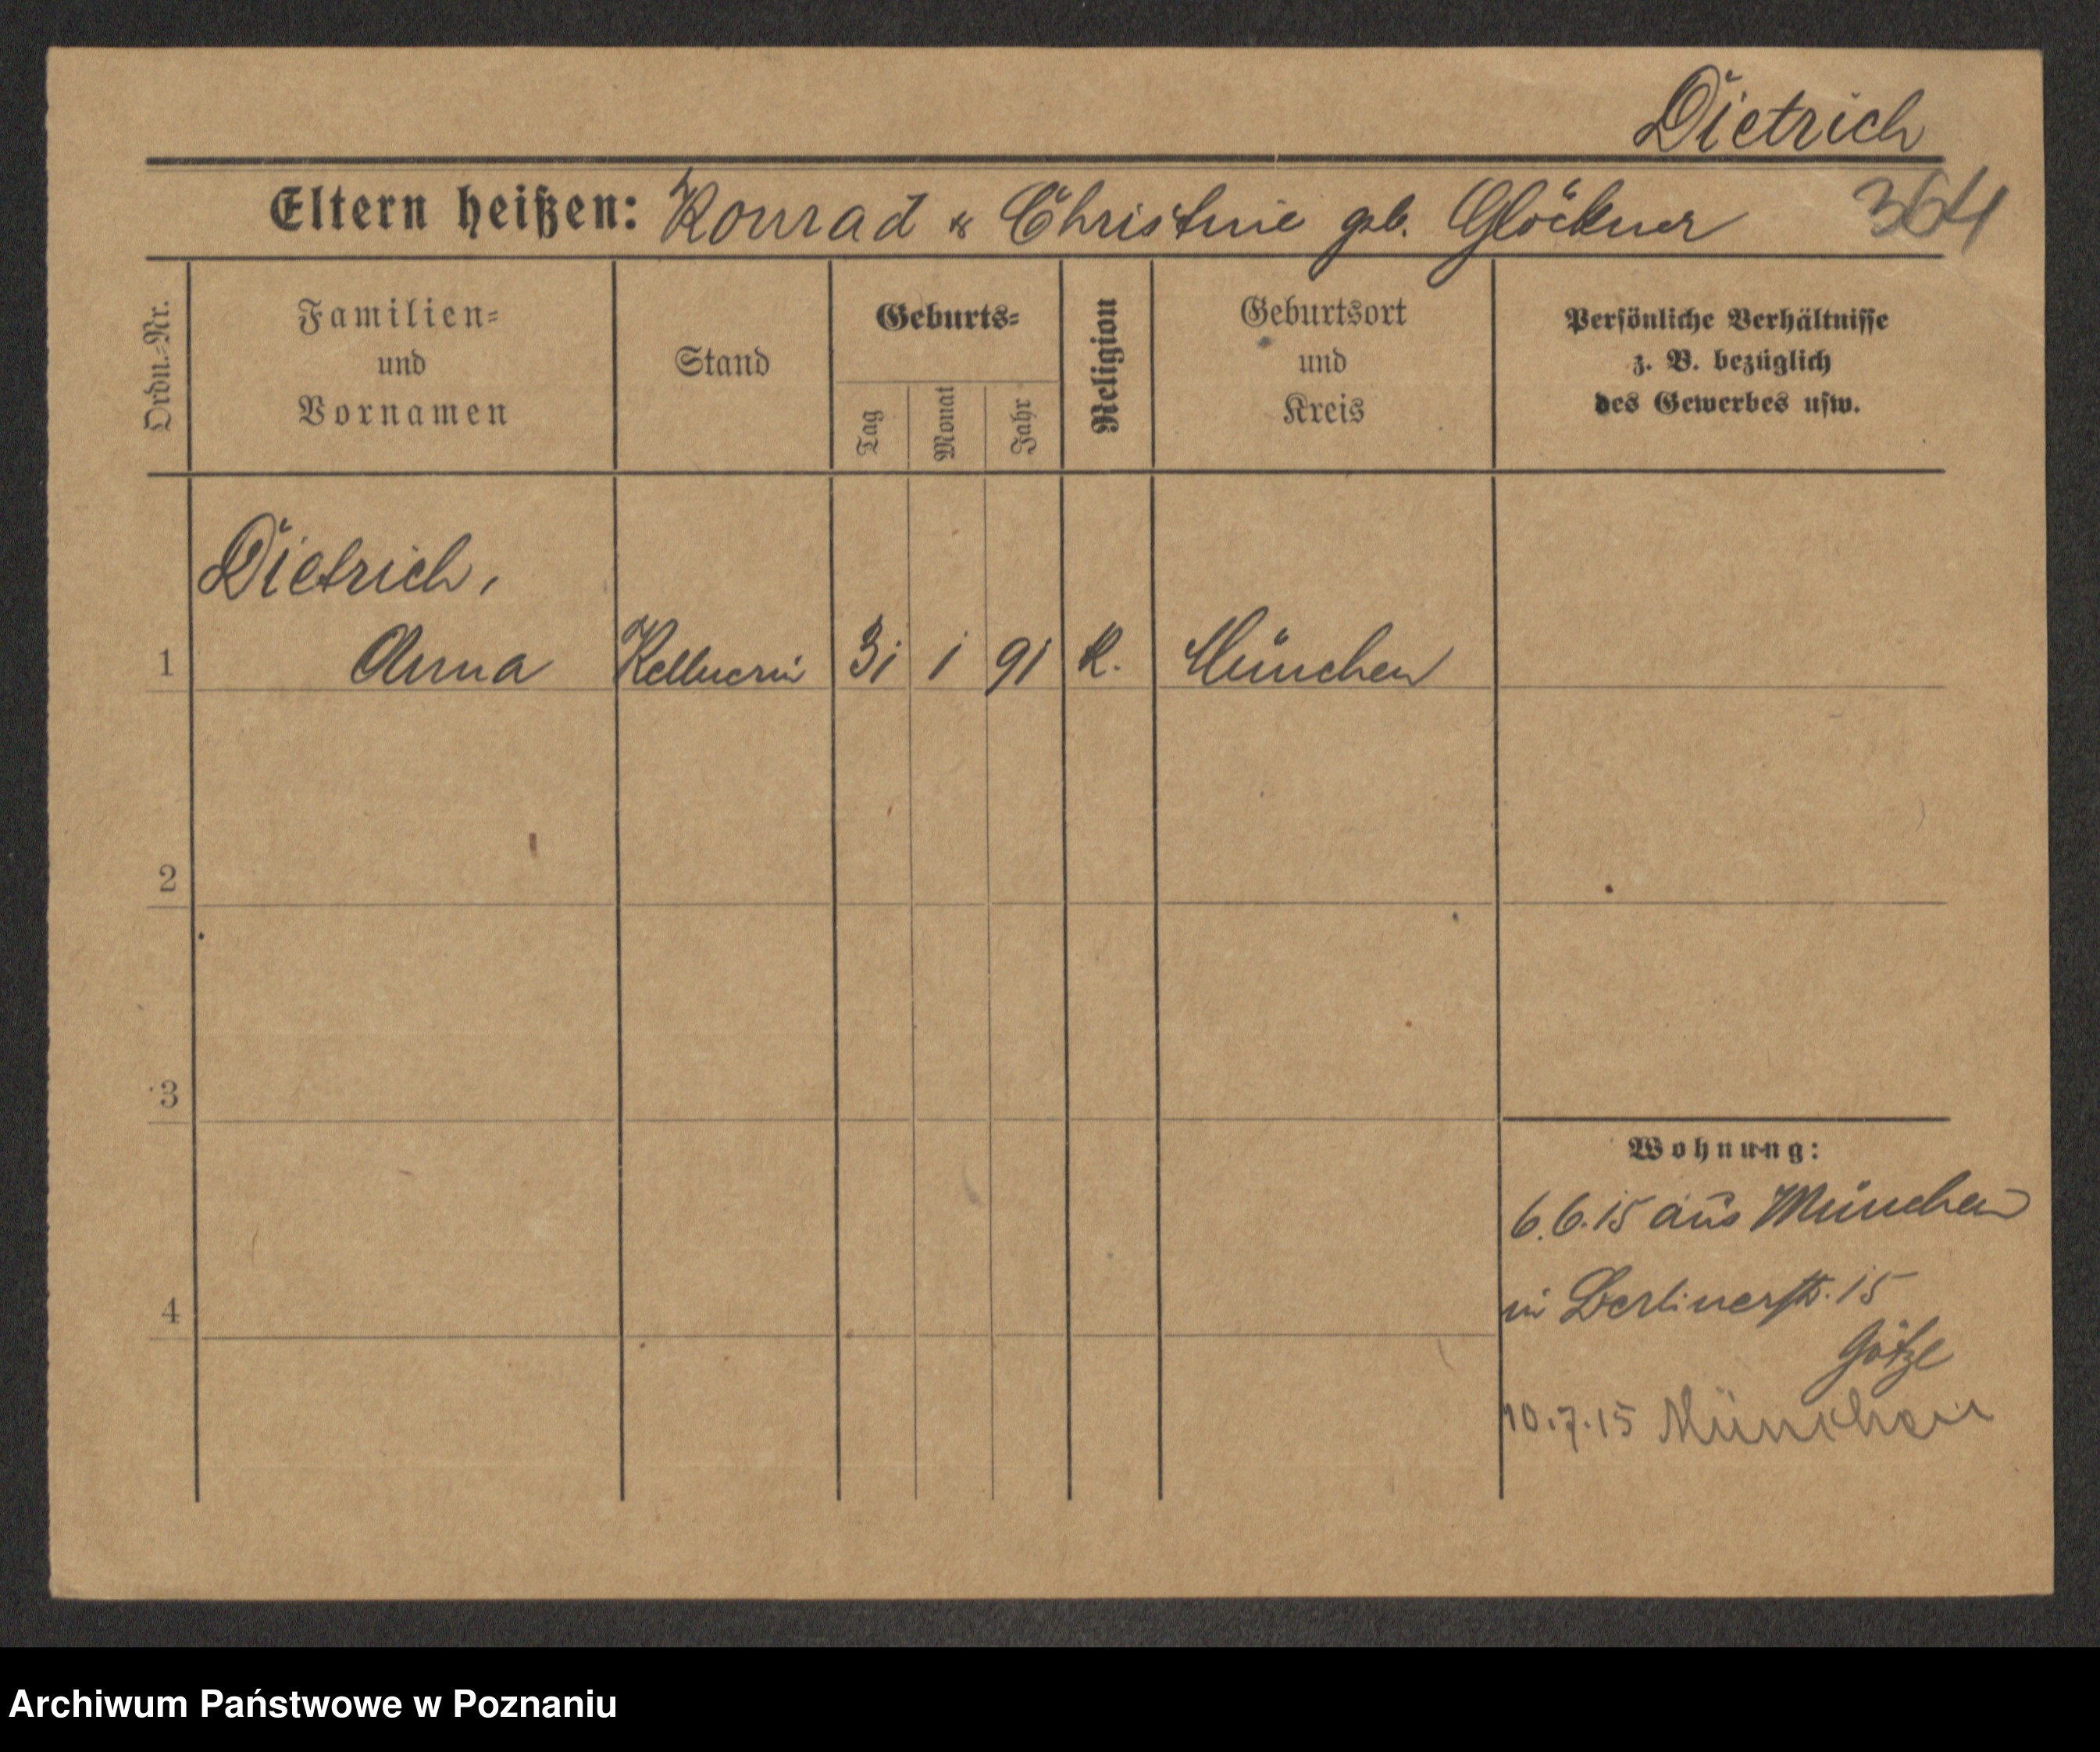 Dietrich
Eltern heißen: Konrad & Christine geb. Glöckner 364
Ordn.-Nr.
Familien-
und
Vornamen
Stand
Geburts-
Tag
Monat
Jahr
Religion
Geburtsort
und
Kreis
Persönliche Verhältnisse
z. B. bezüglich
des Gewerbes usw.
Dietrich,
1 Anna Kellnerin 31 1 91 K. München
2
3
Wohnung:
6.6.15 aus München
4 in Berlinerstr. 15
Götze
10.7.15 München
Archiwum Państwowe w Poznaniu